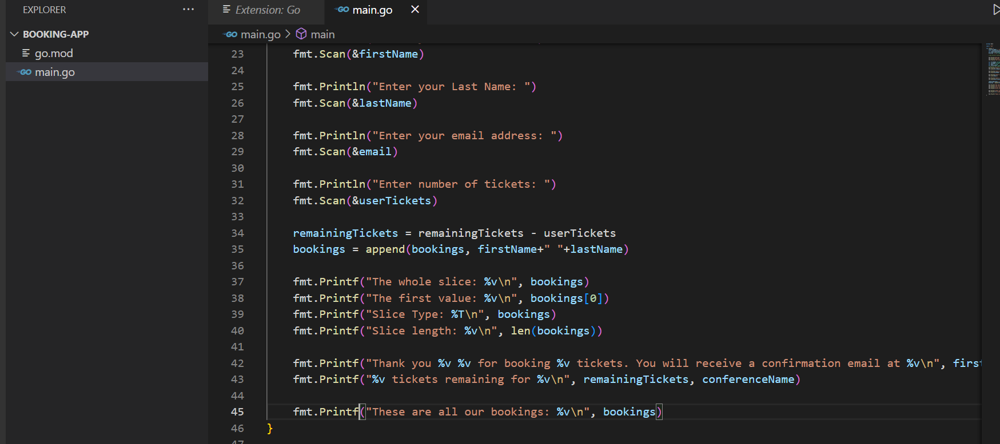 EXPLORER
···
Extension: Go
GO main.go
BOOKING-APP
go.mod
GO main.go
GO main.go > main
23 fmt.Scan(&firstName)
24
25 fmt.Println("Enter your Last Name: ")
26 fmt.Scan(&lastName)
27
28 fmt.Println("Enter your email address: ")
29 fmt.Scan(&email)
30
31 fmt.Println("Enter number of tickets: ")
32 fmt.Scan(&userTickets)
33
34 remainingTickets = remainingTickets - userTickets
35 bookings = append(bookings, firstName+" "+lastName)
36
37 fmt.Printf("The whole slice: %v\n", bookings)
38 fmt.Printf("The first value: %v\n", bookings[0])
39 fmt.Printf("Slice Type: %T\n", bookings)
40 fmt.Printf("Slice length: %v\n", len(bookings))
41
42 fmt.Printf("Thank you %v %v for booking %v tickets. You will receive a confirmation email at %v\n", first
43 fmt.Printf("%v tickets remaining for %v\n", remainingTickets, conferenceName)
44
45 fmt.Printf("These are all our bookings: %v\n", bookings)
46 }
47